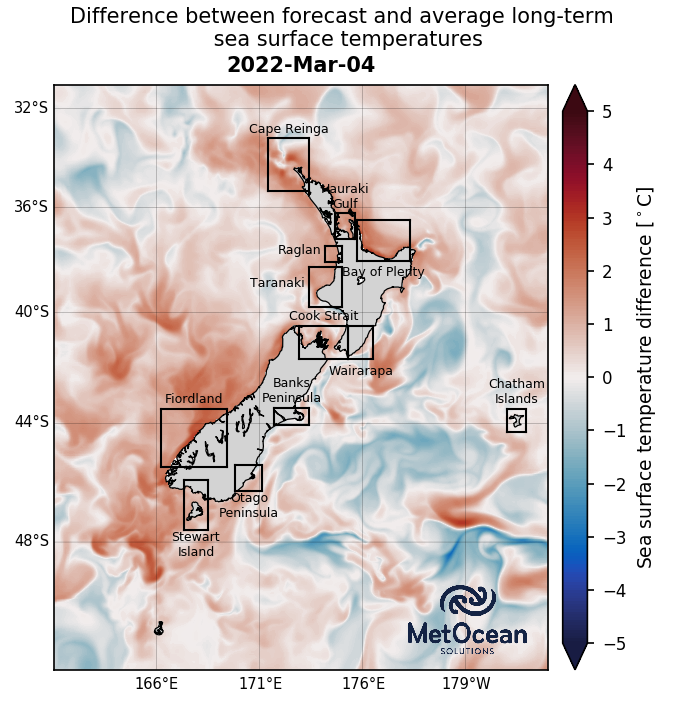 Difference between forecast and average long-term
sea surface temperatures
2022-Mar-04
32°S
36°S
40°S
44°S
48°S
166°E
171°E
176°E
179°W
Cape Reinga
Hauraki
Gulf
Raglan
Bay of Plenty
Taranaki
Cook Strait
Wairarapa
Banks
Peninsula
Chatham
Islands
Fiordland
Otago
Peninsula
Stewart
Island
MetOcean
SOLUTIONS
5
4
3
2
1
0
−1
−2
−3
−4
−5
Sea surface temperature difference [°C]